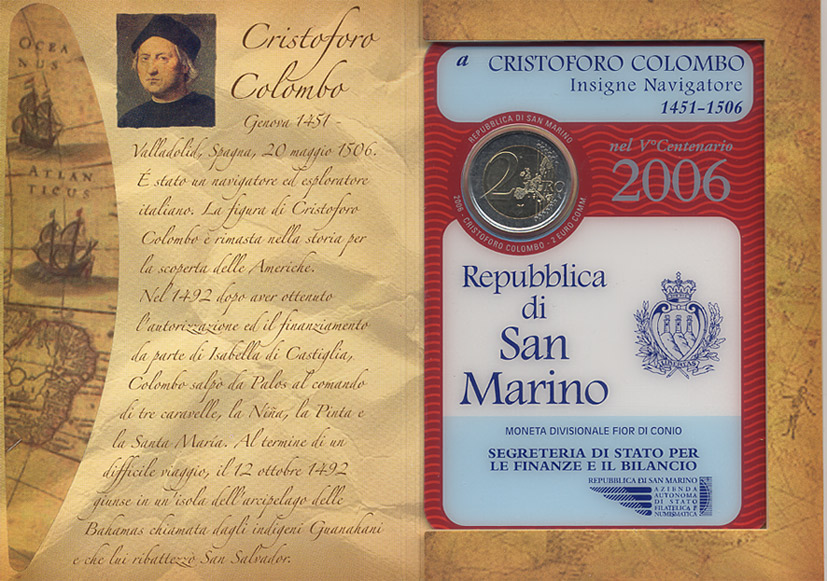 OCEA
NUS
ATLAN
TICUS
Cristoforo
Colombo
Genova 1451 -
Valladolid, Spagna, 20 maggio 1506.
É stato un navigatore ed esploratore
italiano. La figura di Cristoforo
Colombo è rimasta nella storia per
la scoperta delle Americhe.
Nel 1492 dopo aver ottenuto
l'autorizzazione ed il finanziamento
da parte di Isabella di Castiglia,
Colombo salpò da Palos al comando
di tre caravelle, la Niña, la Pinta e
la Santa María. Al termine di un
difficile viaggio, il 12 ottobre 1492
giunse in un'isola dell'arcipelago delle
Bahamas chiamata dagli indigeni Guanahani
e che lui ribattezzò San Salvador.
a CRISTOFORO COLOMBO
Insigne Navigatore
1451-1506
nel V°Centenario
2006
REPUBBLICA DI SAN MARINO
2 EURO
2006 - CRISTOFORO COLOMBO - 2 EURO COMM
Repubblica
di
San
Marino
LIBERTAS
MONETA DIVISIONALE FIOR DI CONIO
SEGRETERIA DI STATO PER
LE FINANZE E IL BILANCIO
REPUBBLICA DI SAN MARINO
AZIENDA
AUTONOMA
DI STATO
FILATELICA E
NUMISMATICA